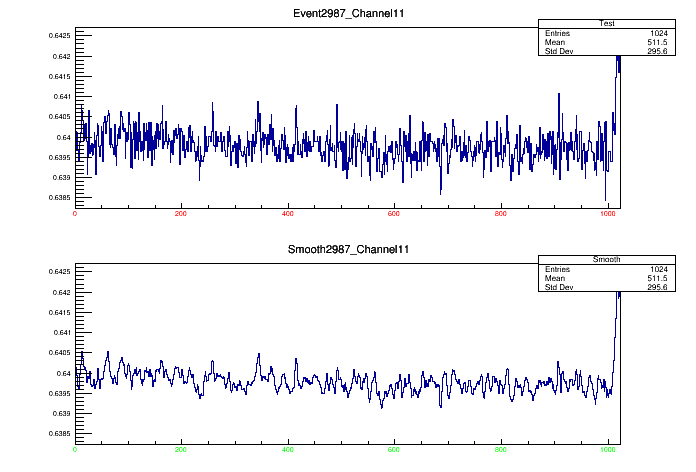 Event2987_Channel11
Test
Entries 1024
Mean 511.5
Std Dev 295.6
0.6425
0.642
0.6415
0.641
0.6405
0.64
0.6395
0.639
0.6385
0 200 400 600 800 1000
Smooth2987_Channel11
Smooth
Entries 1024
Mean 511.5
Std Dev 295.6
0.6425
0.642
0.6415
0.641
0.6405
0.64
0.6395
0.639
0.6385
0 200 400 600 800 1000